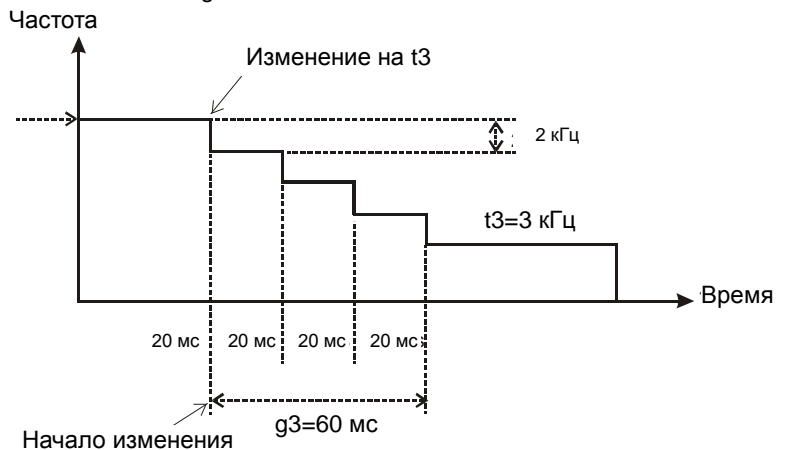 Частота
Изменение на t3
2 кГц
t3=3 кГц
Время
20 мс 20 мс 20 мс 20 мс
g3=60 мс
Начало изменения